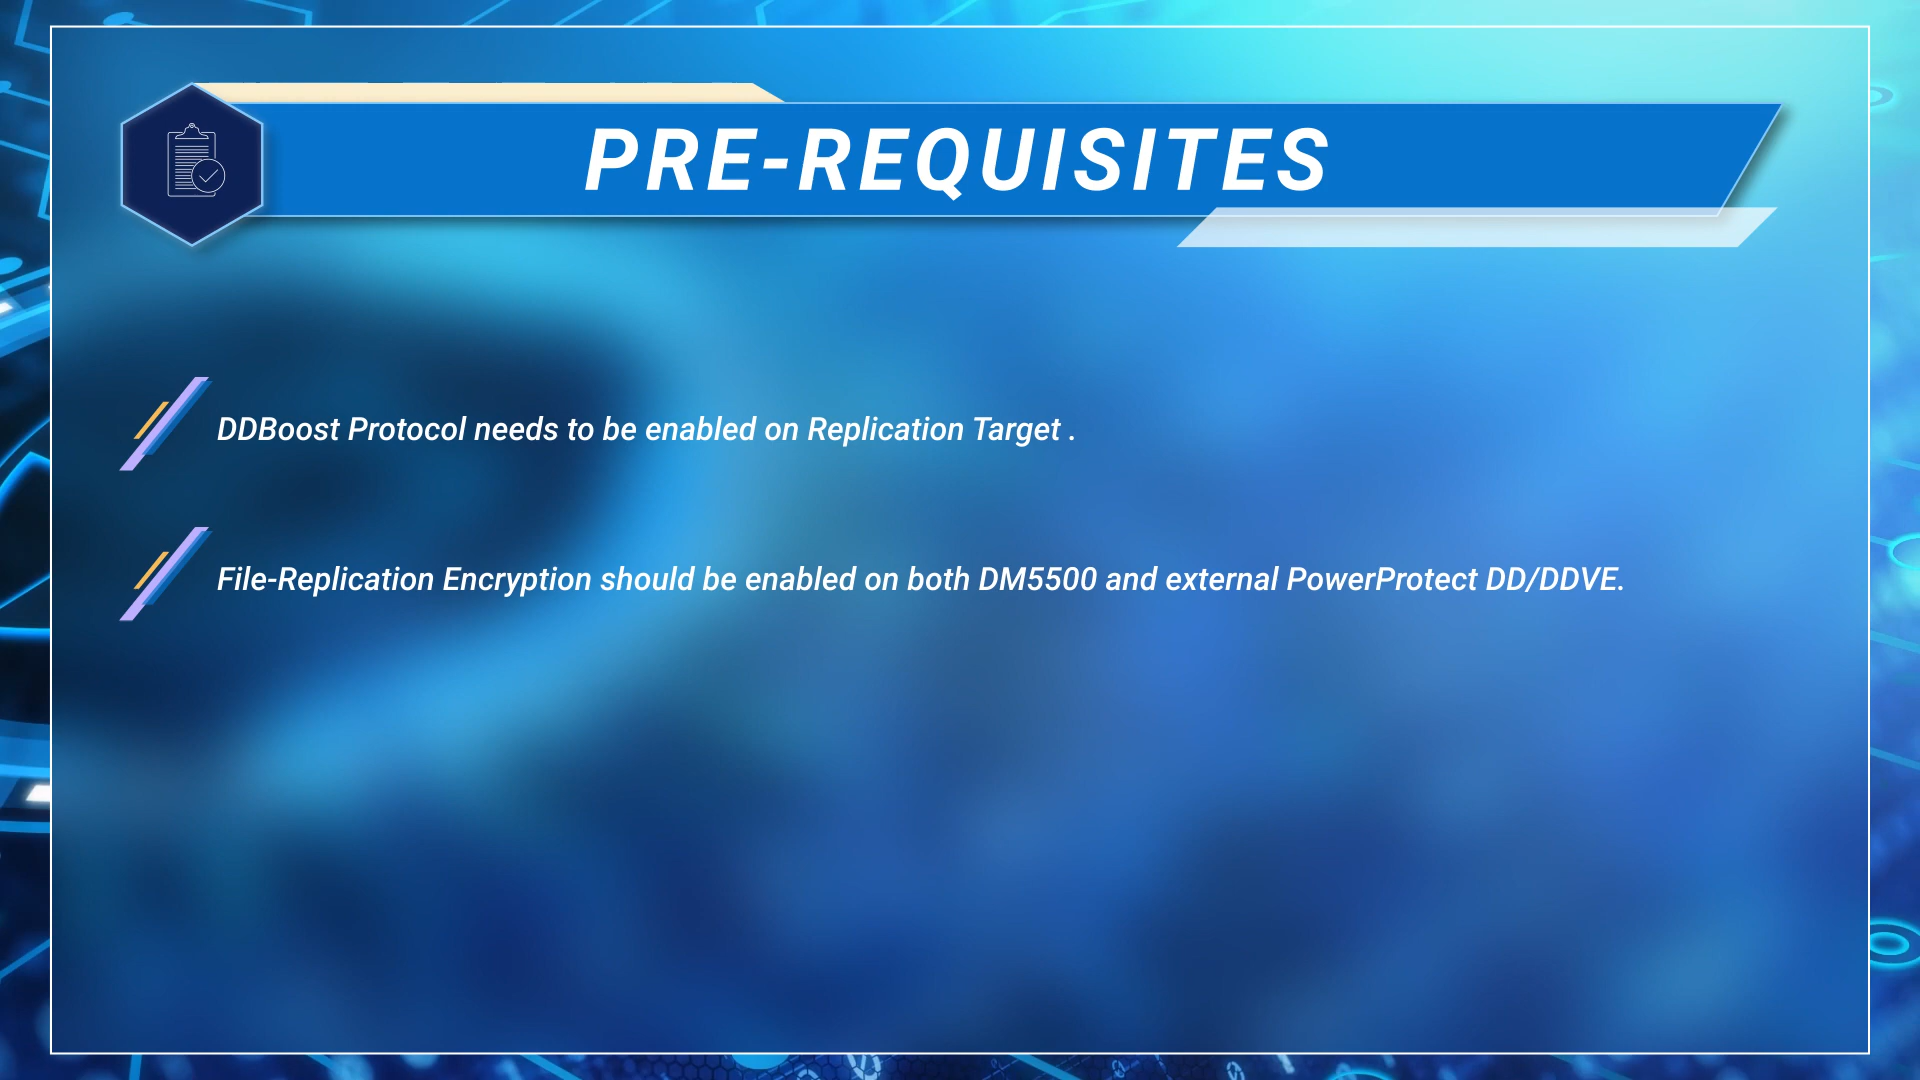 PRE-REQUISITES
DDBoost Protocol needs to be enabled on Replication Target .
File-Replication Encryption should be enabled on both DM5500 and external PowerProtect DD/DDVE.